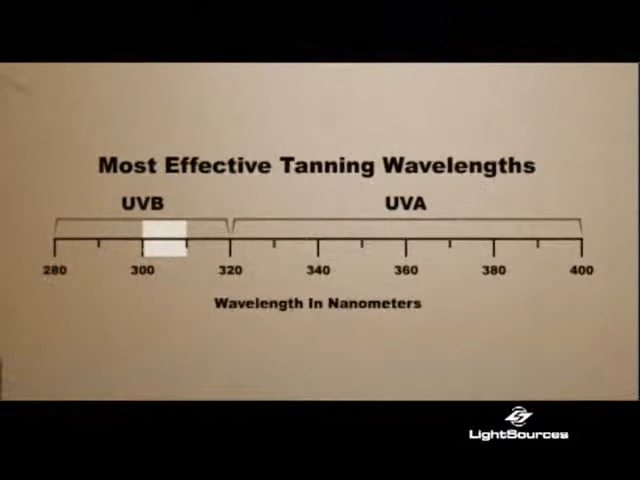 Most Effective Tanning Wavelengths
UVB UVA
280 300 320 340 360 380 400
Wavelength In Nanometers
LightSources